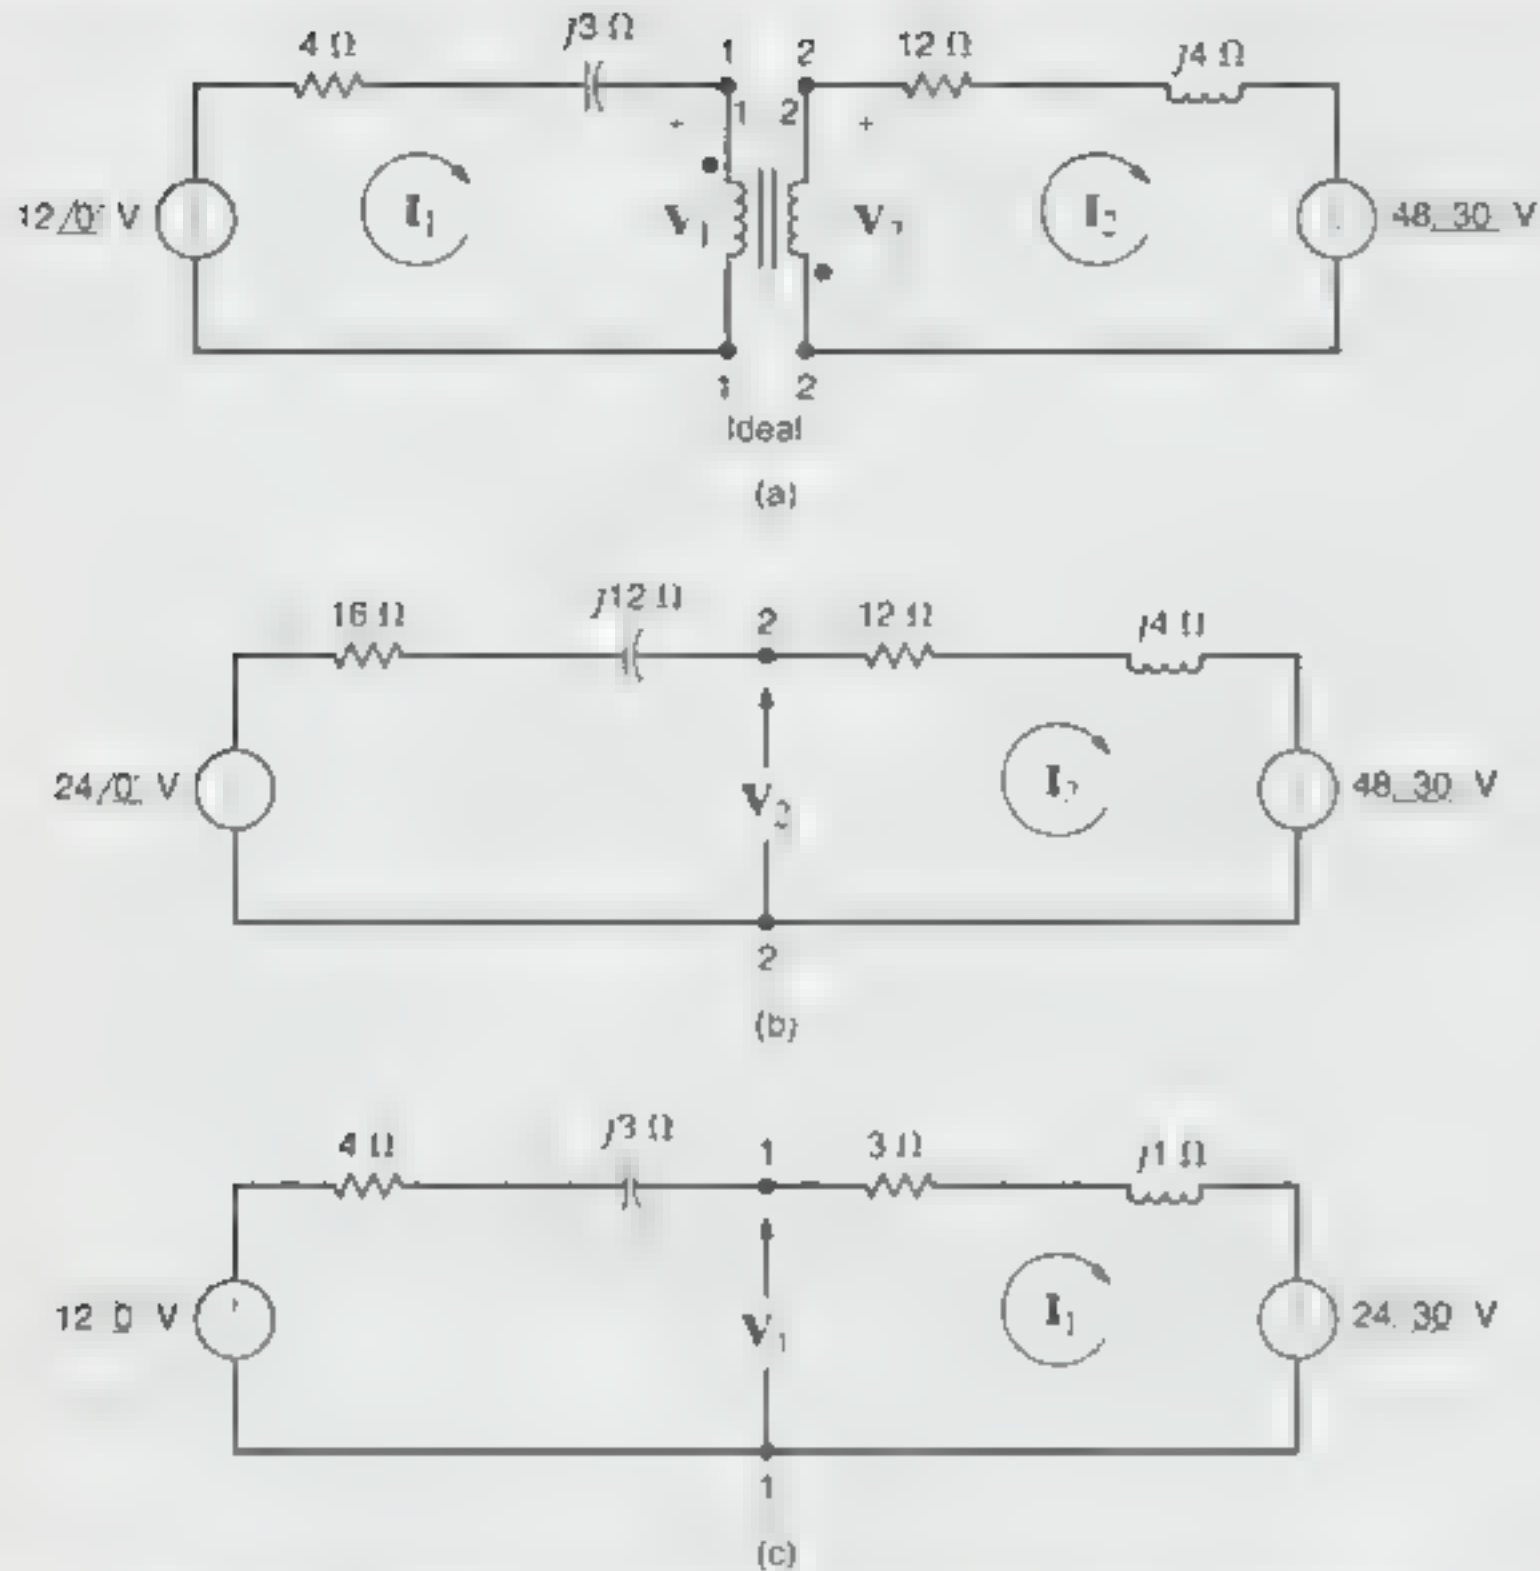 4 Ω j3 Ω 1 2 12 Ω j4 Ω
1 2
+ +
12/0° V I1 V1 V2 I2 48 30 V
1 2
Ideal
(a)
16 Ω j12 Ω 2 12 Ω j4 Ω
24/0° V V2 I2 48 30 V
2
(b)
4 Ω j3 Ω 1 3 Ω j1 Ω
12 0 V V1 I1 24 30 V
1
(c)